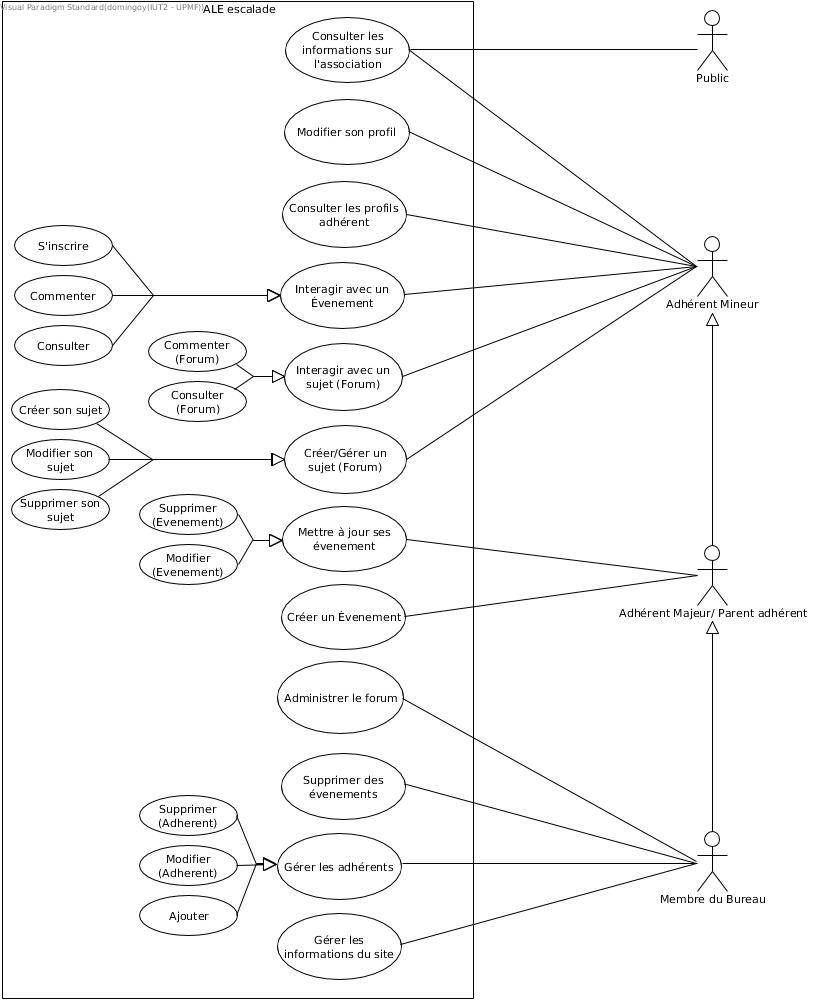 Visual Paradigm Standard(domingoy(IUT2 - UPMF))
ALE escalade
Consulter les
informations sur
l'association
Public
Modifier son profil
Consulter les profils
adhérent
S'inscrire
Commenter
Consulter
Interagir avec un
Évenement
Adhérent Mineur
Commenter
(Forum)
Consulter
(Forum)
Interagir avec un
sujet (Forum)
Créer son sujet
Modifier son
sujet
Supprimer son
sujet
Créer/Gérer un
sujet (Forum)
Supprimer
(Evenement)
Modifier
(Evenement)
Mettre à jour ses
évenement
Créer un Évenement
Adhérent Majeur/ Parent adhérent
Administrer le forum
Supprimer des
évenements
Supprimer
(Adherent)
Modifier
(Adherent)
Ajouter
Gérer les adhérents
Membre du Bureau
Gérer les
informations du site